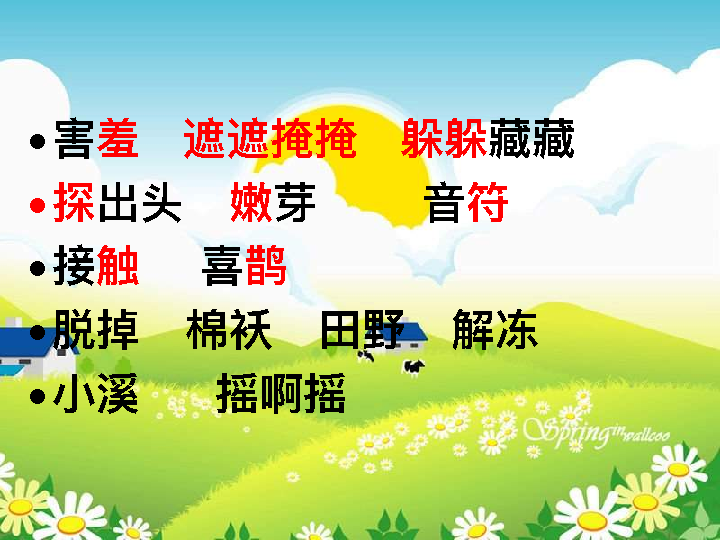 •害羞 遮遮掩掩 躲躲藏藏
•探出头 嫩芽 音符
•接触 喜鹊
•脱掉 棉袄 田野 解冻
•小溪 摇啊摇
Spring in wallcoo